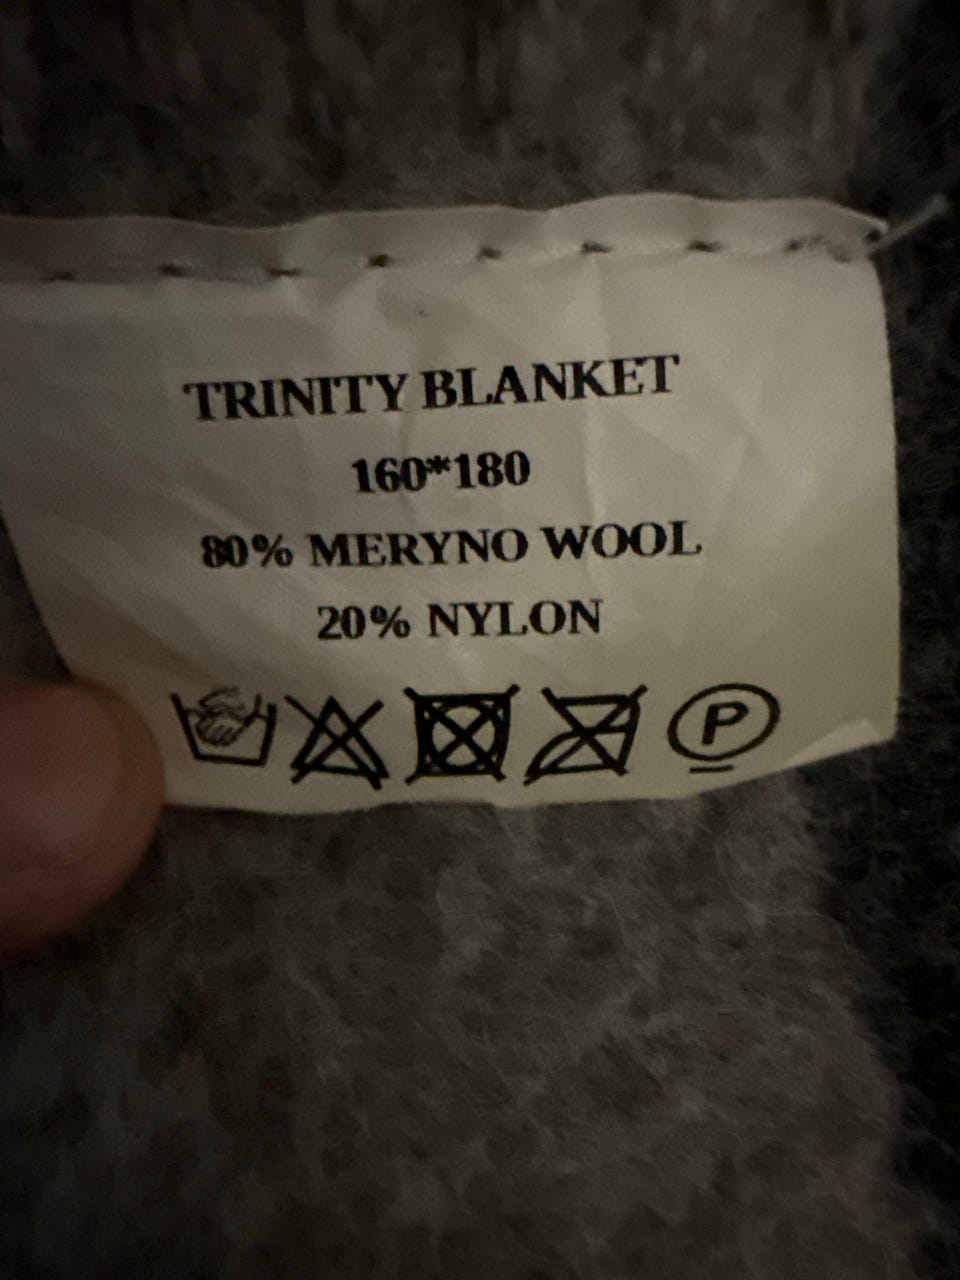 TRINITY BLANKET
160*180
80% MERYNO WOOL
20% NYLON
P